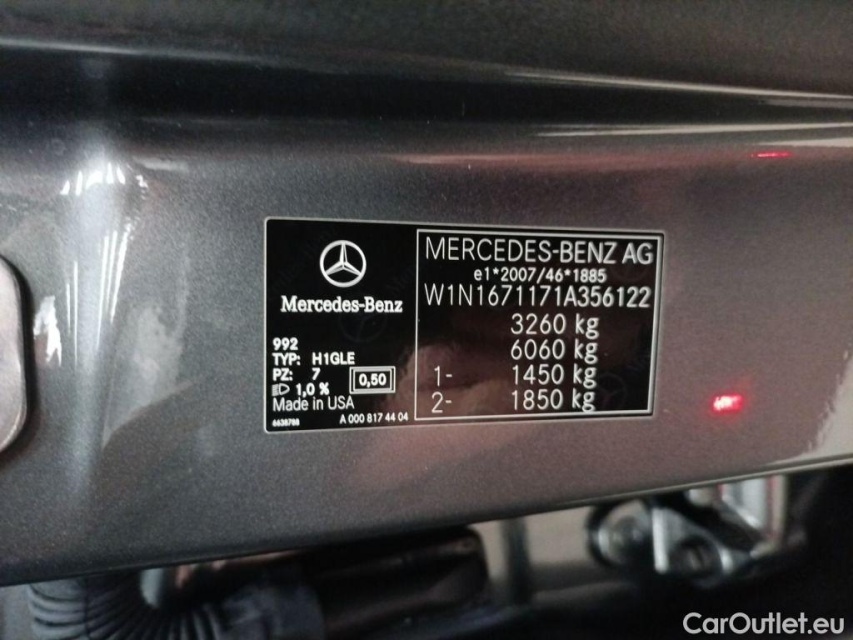 Mercedes-Benz
992
TYP: H1GLE
PZ: 7
1,0 %
0,50
Made in USA
6638788
A 000 817 44 04
MERCEDES-BENZ AG
e1*2007/46*1885
W1N1671171A356122
3260 kg
6060 kg
1- 1450 kg
2- 1850 kg
CarOutlet.eu